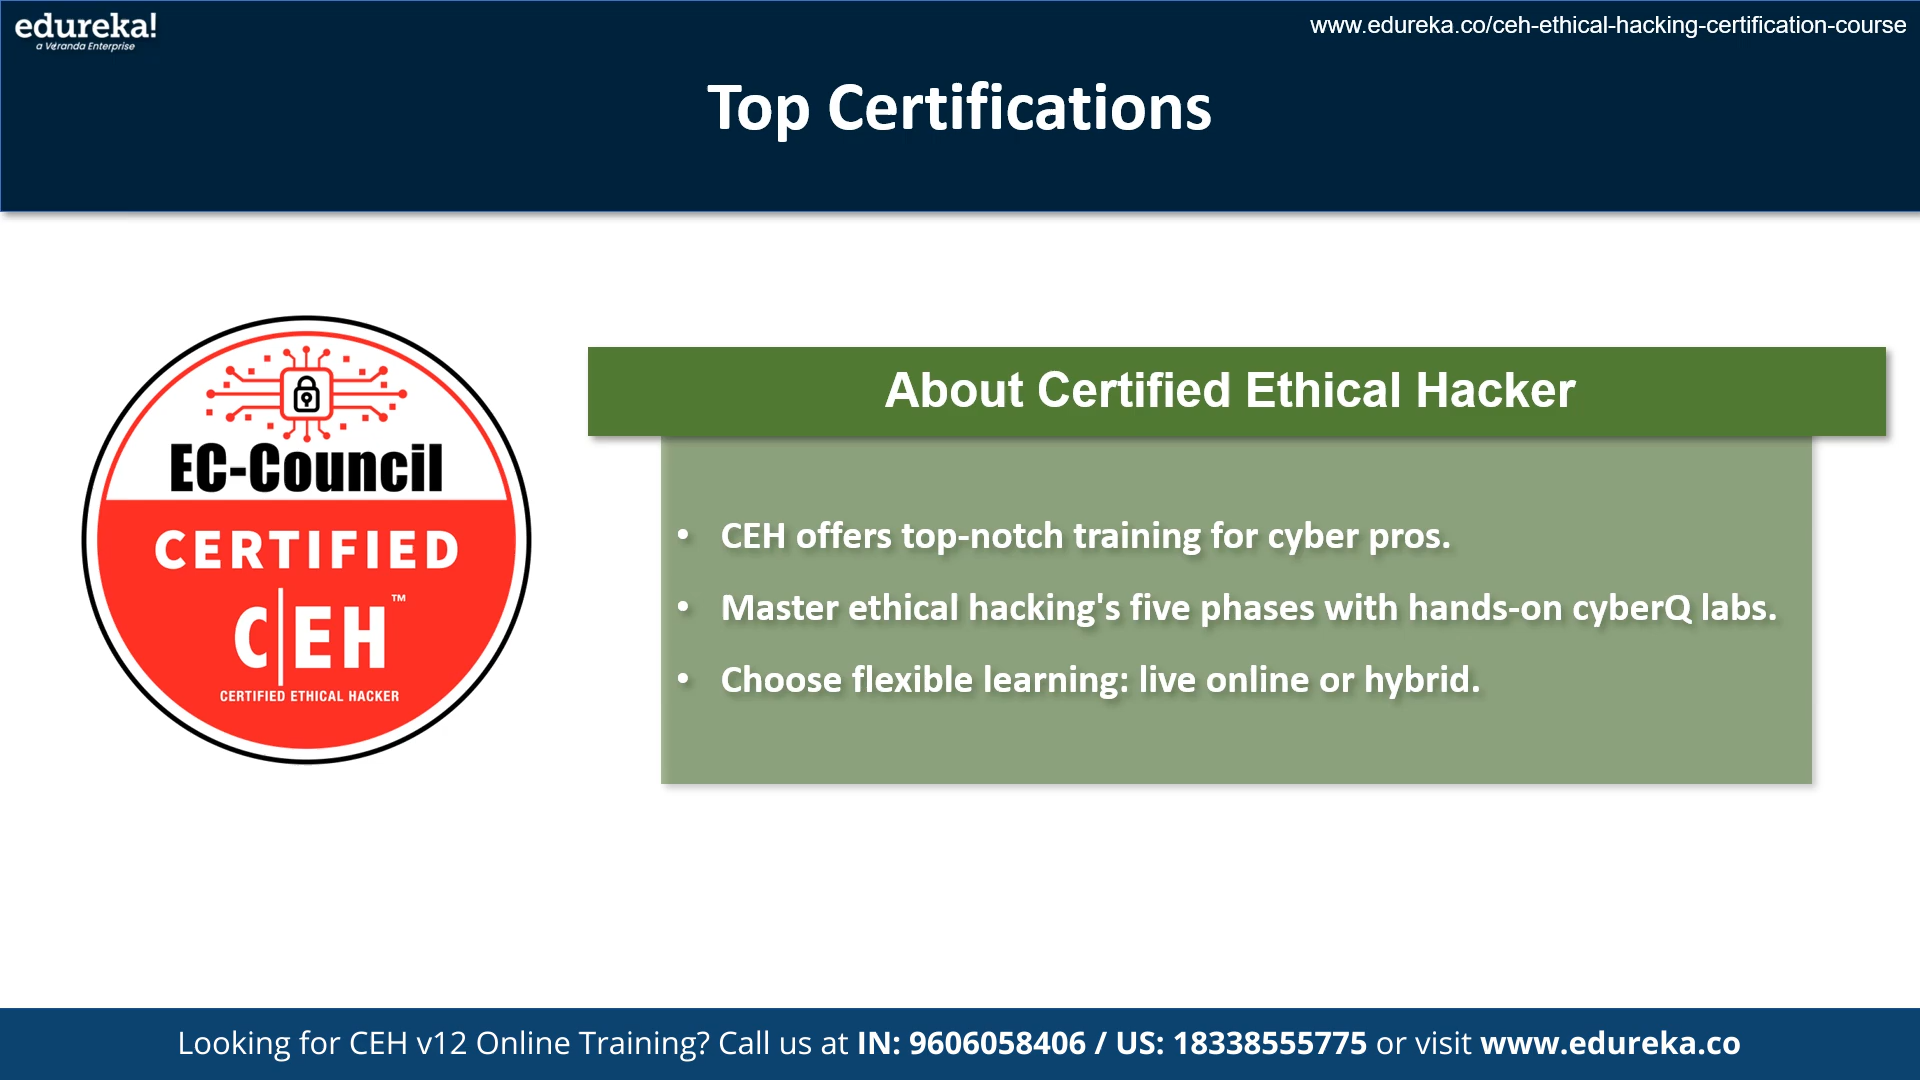 edureka!
a Veranda Enterprise
www.edureka.co/ceh-ethical-hacking-certification-course
Top Certifications
EC-Council
CERTIFIED
C|EH™
CERTIFIED ETHICAL HACKER
About Certified Ethical Hacker
• CEH offers top-notch training for cyber pros.
• Master ethical hacking's five phases with hands-on cyberQ labs.
• Choose flexible learning: live online or hybrid.
Looking for CEH v12 Online Training? Call us at IN: 9606058406 / US: 18338555775 or visit www.edureka.co